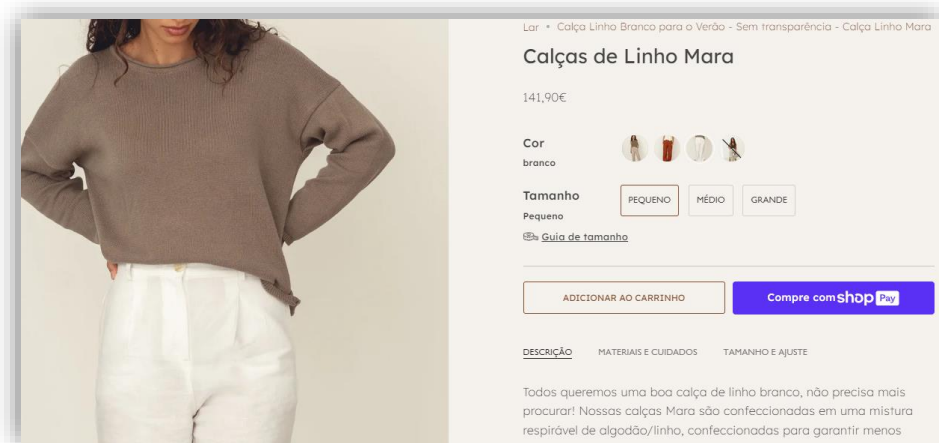 Lar • Calça Linho Branco para o Verão - Sem transparência - Calça Linho Mara
Calças de Linho Mara
141,90€
Cor
branco
Tamanho
Pequeno
PEQUENO MÉDIO GRANDE
Guia de tamanho
ADICIONAR AO CARRINHO
Compre com shop Pay
DESCRIÇÃO MATERIAIS E CUIDADOS TAMANHO E AJUSTE
Todos queremos uma boa calça de linho branco, não precisa mais
procurar! Nossas calças Mara são confeccionadas em uma mistura
respirável de algodão/linho, confeccionadas para garantir menos